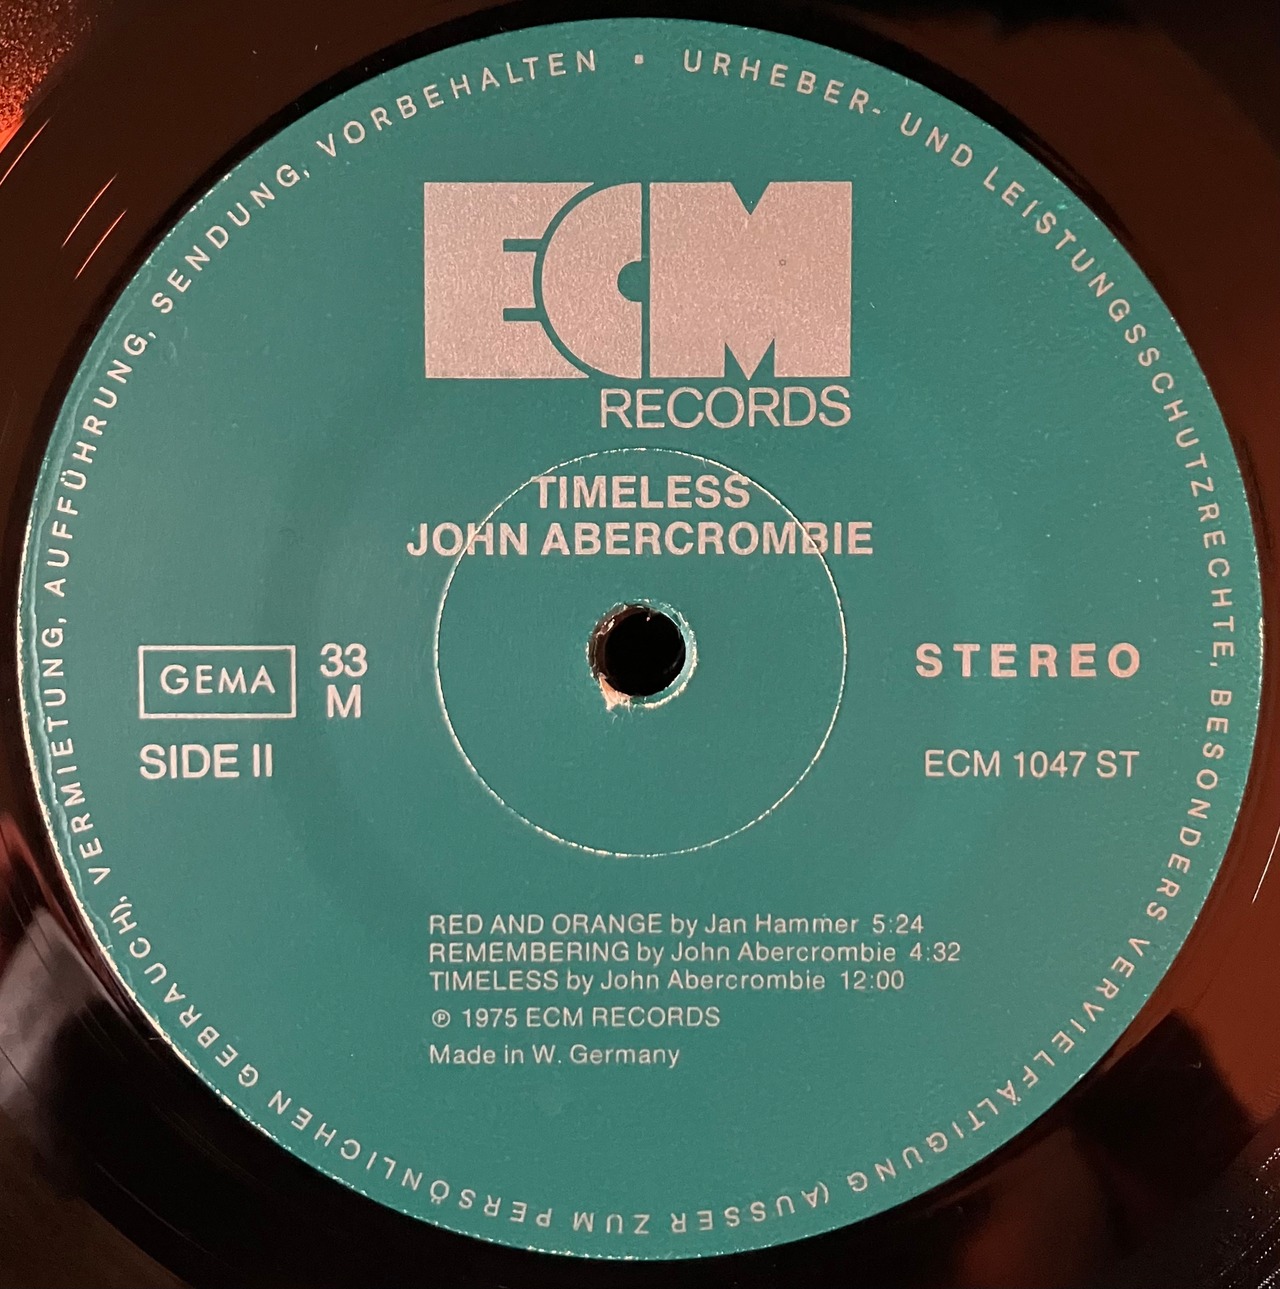 URHEBER- UND LEISTUNGSSCHUTZRECHTE, BESONDERS VERVIELFÄLTIGUNG (AUSSER ZUM PERSÖNLICHEN GEBRAUCH), VERMIETUNG, AUFFÜHRUNG, SENDUNG, VORBEHALTEN •
ECM
RECORDS
TIMELESS
JOHN ABERCROMBIE
GEMA
33
M
SIDE II
STEREO
ECM 1047 ST
RED AND ORANGE by Jan Hammer 5:24
REMEMBERING by John Abercrombie 4:32
TIMELESS by John Abercrombie 12:00
℗ 1975 ECM RECORDS
Made in W. Germany